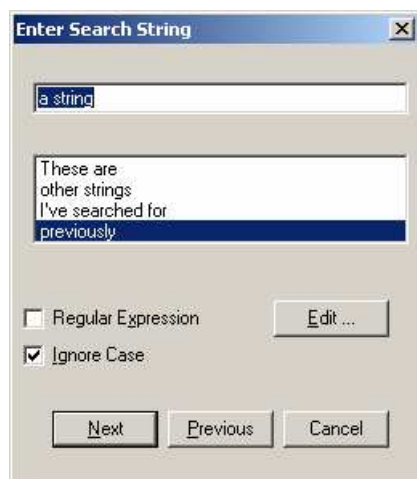 Enter Search String
a string
These are
other strings
I've searched for
previously
Regular Expression
Edit ...
Ignore Case
Next Previous Cancel